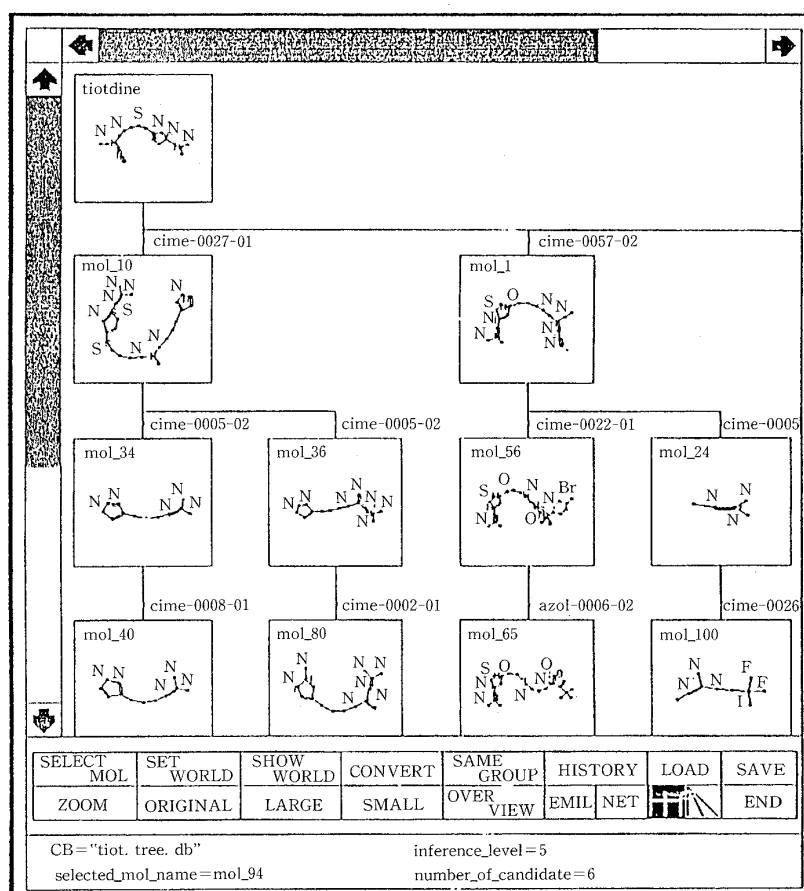 tiotdine
S
N N N N N
cime-0027-01 cime-0057-02
mol_10 mol_1
N N N N
N S
S N N
S O N N
N N
N N
cime-0005-02 cime-0005-02 cime-0022-01 cime-0005
mol_34 mol_36 mol_56 mol_24
N N N N
N N N N N N
S O N N Br
N O
N N N
cime-0008-01 cime-0002-01 azol-0006-02 cime-0026
mol_40 mol_80 mol_65 mol_100
N N N N
N N N N N N
S O N O
N N N
N N N F F I
SELECT MOL SET WORLD SHOW WORLD CONVERT SAME GROUP HISTORY LOAD SAVE
ZOOM ORIGINAL LARGE SMALL OVER VIEW EMIL NET END
CB="tiot. tree. db" inference_level=5
selected_mol_name=mol_94 number_of_candidate=6